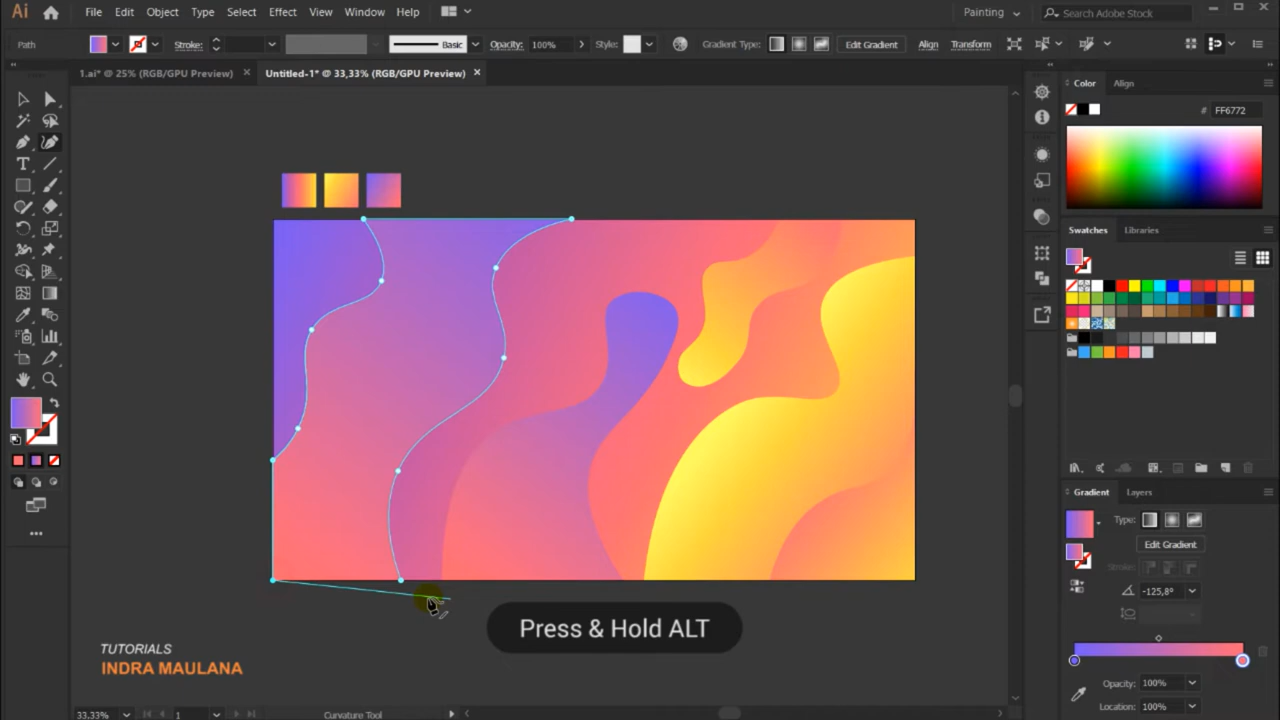 Ai File Edit Object Type Select Effect View Window Help Painting Search Adobe Stock
Path Stroke: Basic Opacity: 100% Style: Gradient Type: Edit Gradient Align Transform
1.ai* @ 25% (RGB/GPU Preview) × Untitled-1* @ 33,33% (RGB/GPU Preview) ×
Color Align
# FF6772
Swatches Libraries
Gradient Layers
Type:
Edit Gradient
Stroke:
-125,8°
Press & Hold ALT
TUTORIALS
INDRA MAULANA
Opacity: 100%
Location: 100%
33,33% 1 Curvature Tool